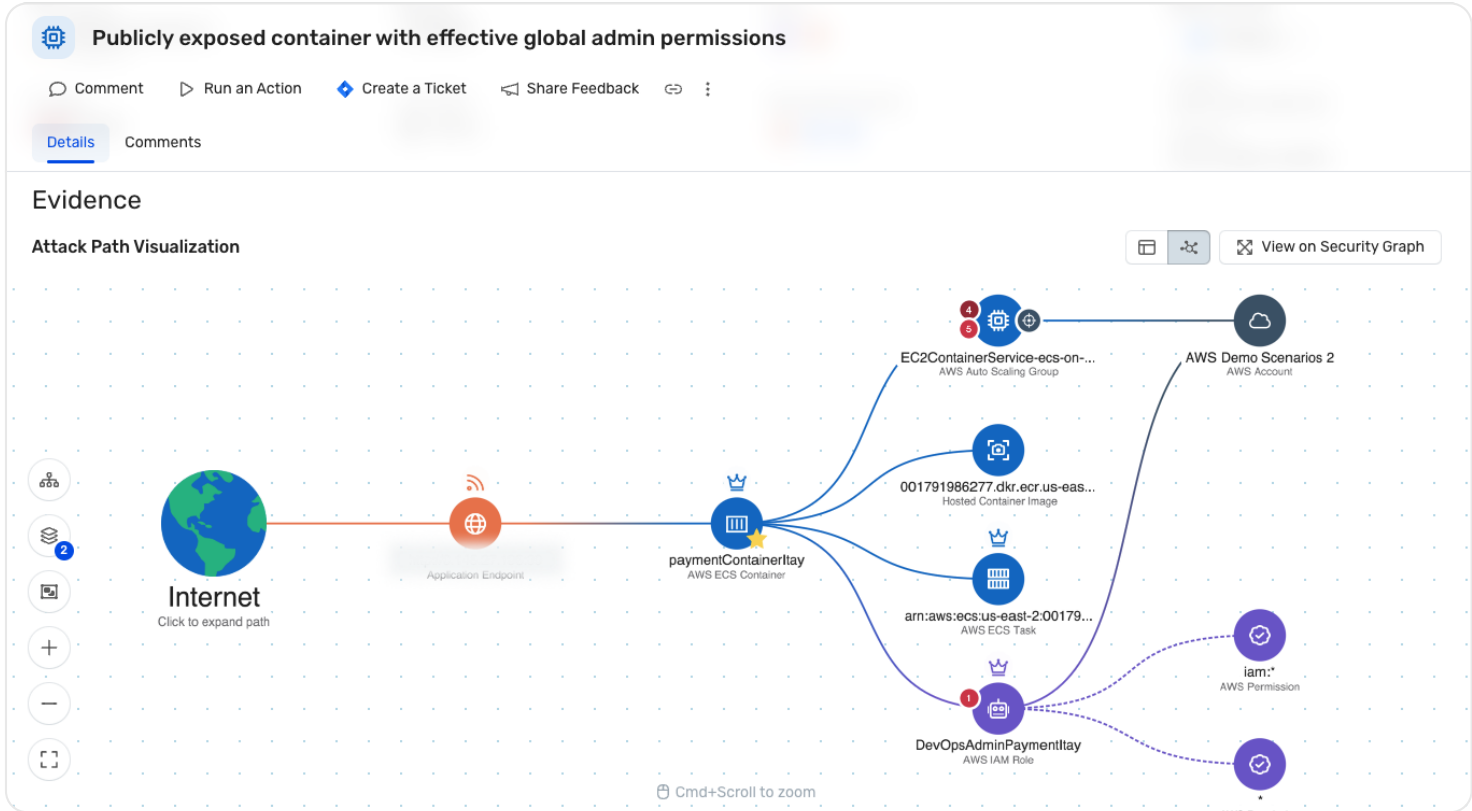 Publicly exposed container with effective global admin permissions
Comment Run an Action Create a Ticket Share Feedback
Details Comments
Evidence
Attack Path Visualization
View on Security Graph
4
5
EC2ContainerService-ecs-on-...
AWS Auto Scaling Group
AWS Demo Scenarios 2
AWS Account
001791986277.dkr.ecr.us-eas...
Hosted Container Image
Application Endpoint
paymentContainerItay
AWS ECS Container
2
Internet
Click to expand path
arn:aws:ecs:us-east-2:00179...
AWS ECS Task
iam:*
AWS Permission
1
DevOpsAdminPaymentItay
AWS IAM Role
*
Cmd+Scroll to zoom